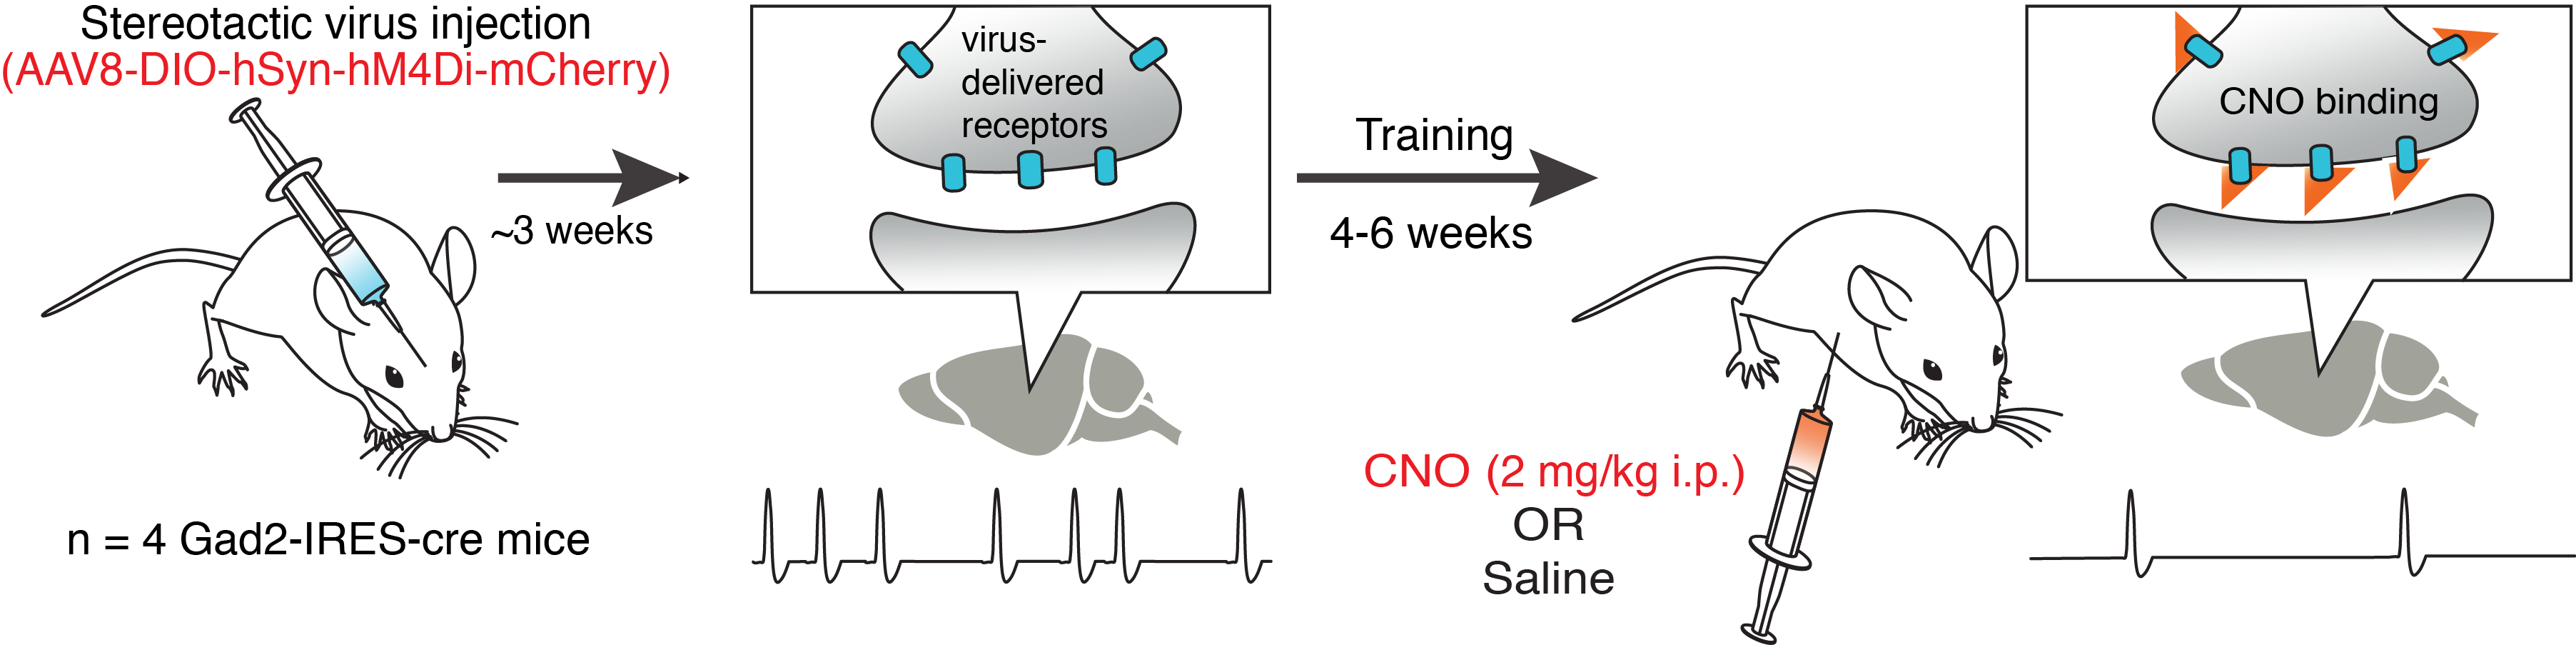 Stereotactic virus injection
(AAV8-DIO-hSyn-hM4Di-mCherry)
~3 weeks
n = 4 Gad2-IRES-cre mice
virus-
delivered
receptors
Training
4-6 weeks
CNO (2 mg/kg i.p.)
OR
Saline
CNO binding